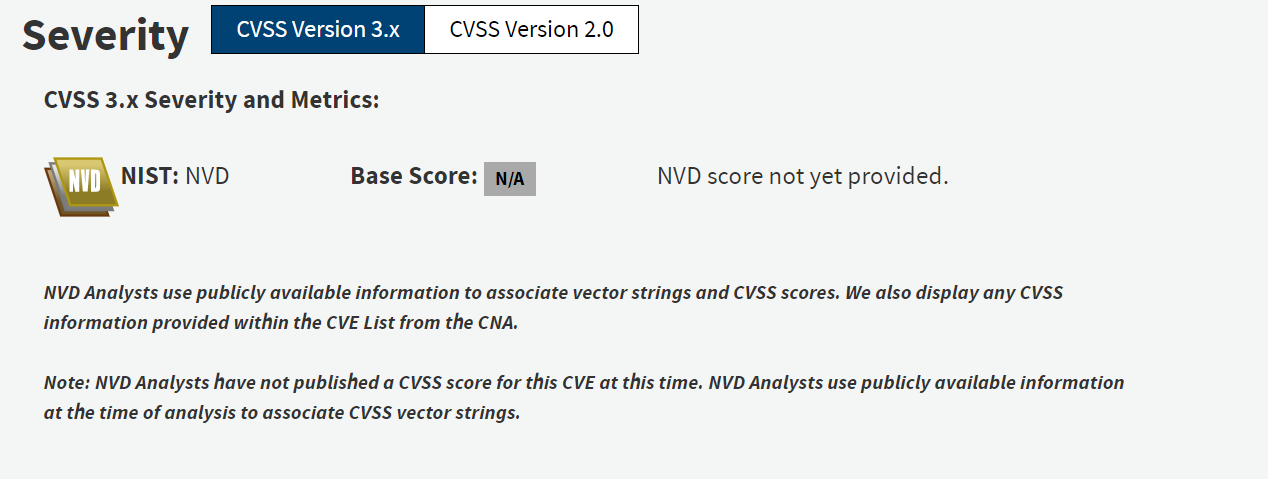 Severity CVSS Version 3.x CVSS Version 2.0
CVSS 3.x Severity and Metrics:
NVD NIST: NVD Base Score: N/A NVD score not yet provided.
NVD Analysts use publicly available information to associate vector strings and CVSS scores. We also display any CVSS
information provided within the CVE List from the CNA.
Note: NVD Analysts have not published a CVSS score for this CVE at this time. NVD Analysts use publicly available information
at the time of analysis to associate CVSS vector strings.